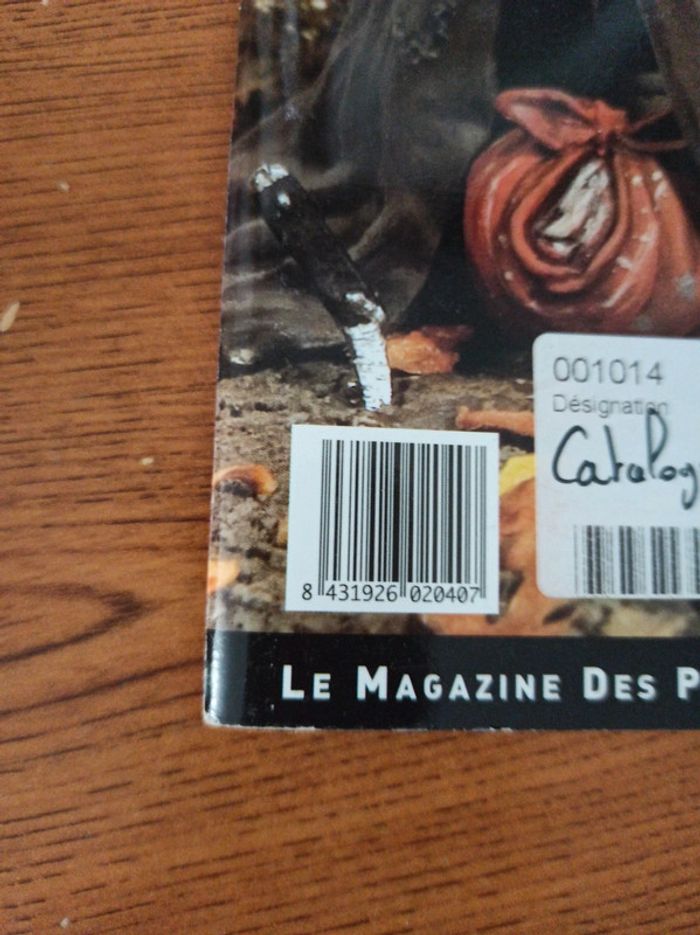 001014
Désignation
Catalog
8 431926 020407
LE MAGAZINE DES P